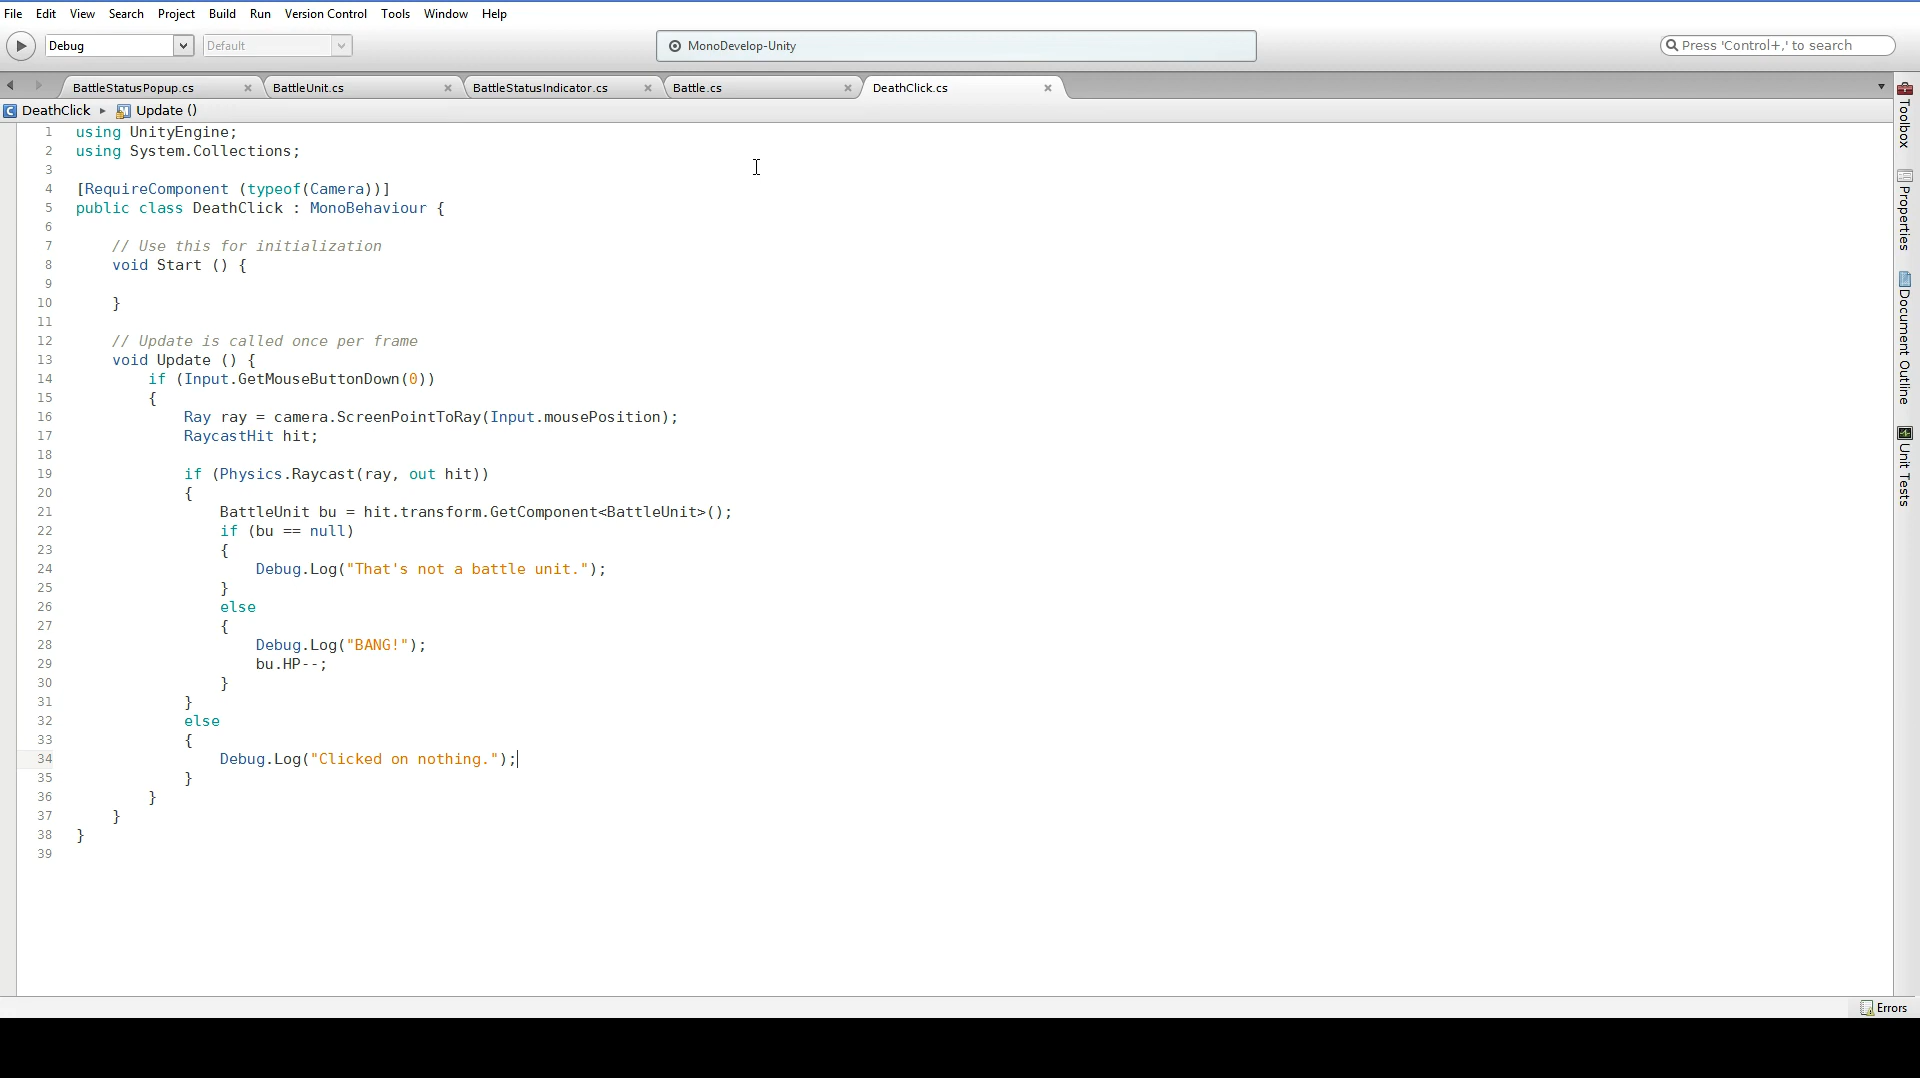 File Edit View Search Project Build Run Version Control Tools Window Help
Debug Default MonoDevelop-Unity Press 'Control+,' to search
BattleStatusPopup.cs BattleUnit.cs BattleStatusIndicator.cs Battle.cs DeathClick.cs
DeathClick Update ()
1 using UnityEngine;
2 using System.Collections;
3
4 [RequireComponent (typeof(Camera))]
5 public class DeathClick : MonoBehaviour {
6
7 // Use this for initialization
8 void Start () {
9
10 }
11
12 // Update is called once per frame
13 void Update () {
14 if (Input.GetMouseButtonDown(0))
15 {
16 Ray ray = camera.ScreenPointToRay(Input.mousePosition);
17 RaycastHit hit;
18
19 if (Physics.Raycast(ray, out hit))
20 {
21 BattleUnit bu = hit.transform.GetComponent<BattleUnit>();
22 if (bu == null)
23 {
24 Debug.Log("That's not a battle unit.");
25 }
26 else
27 {
28 Debug.Log("BANG!");
29 bu.HP--;
30 }
31 }
32 else
33 {
34 Debug.Log("Clicked on nothing.");
35 }
36 }
37 }
38 }
39
Toolbox
Properties
Document Outline
Unit Tests
Errors